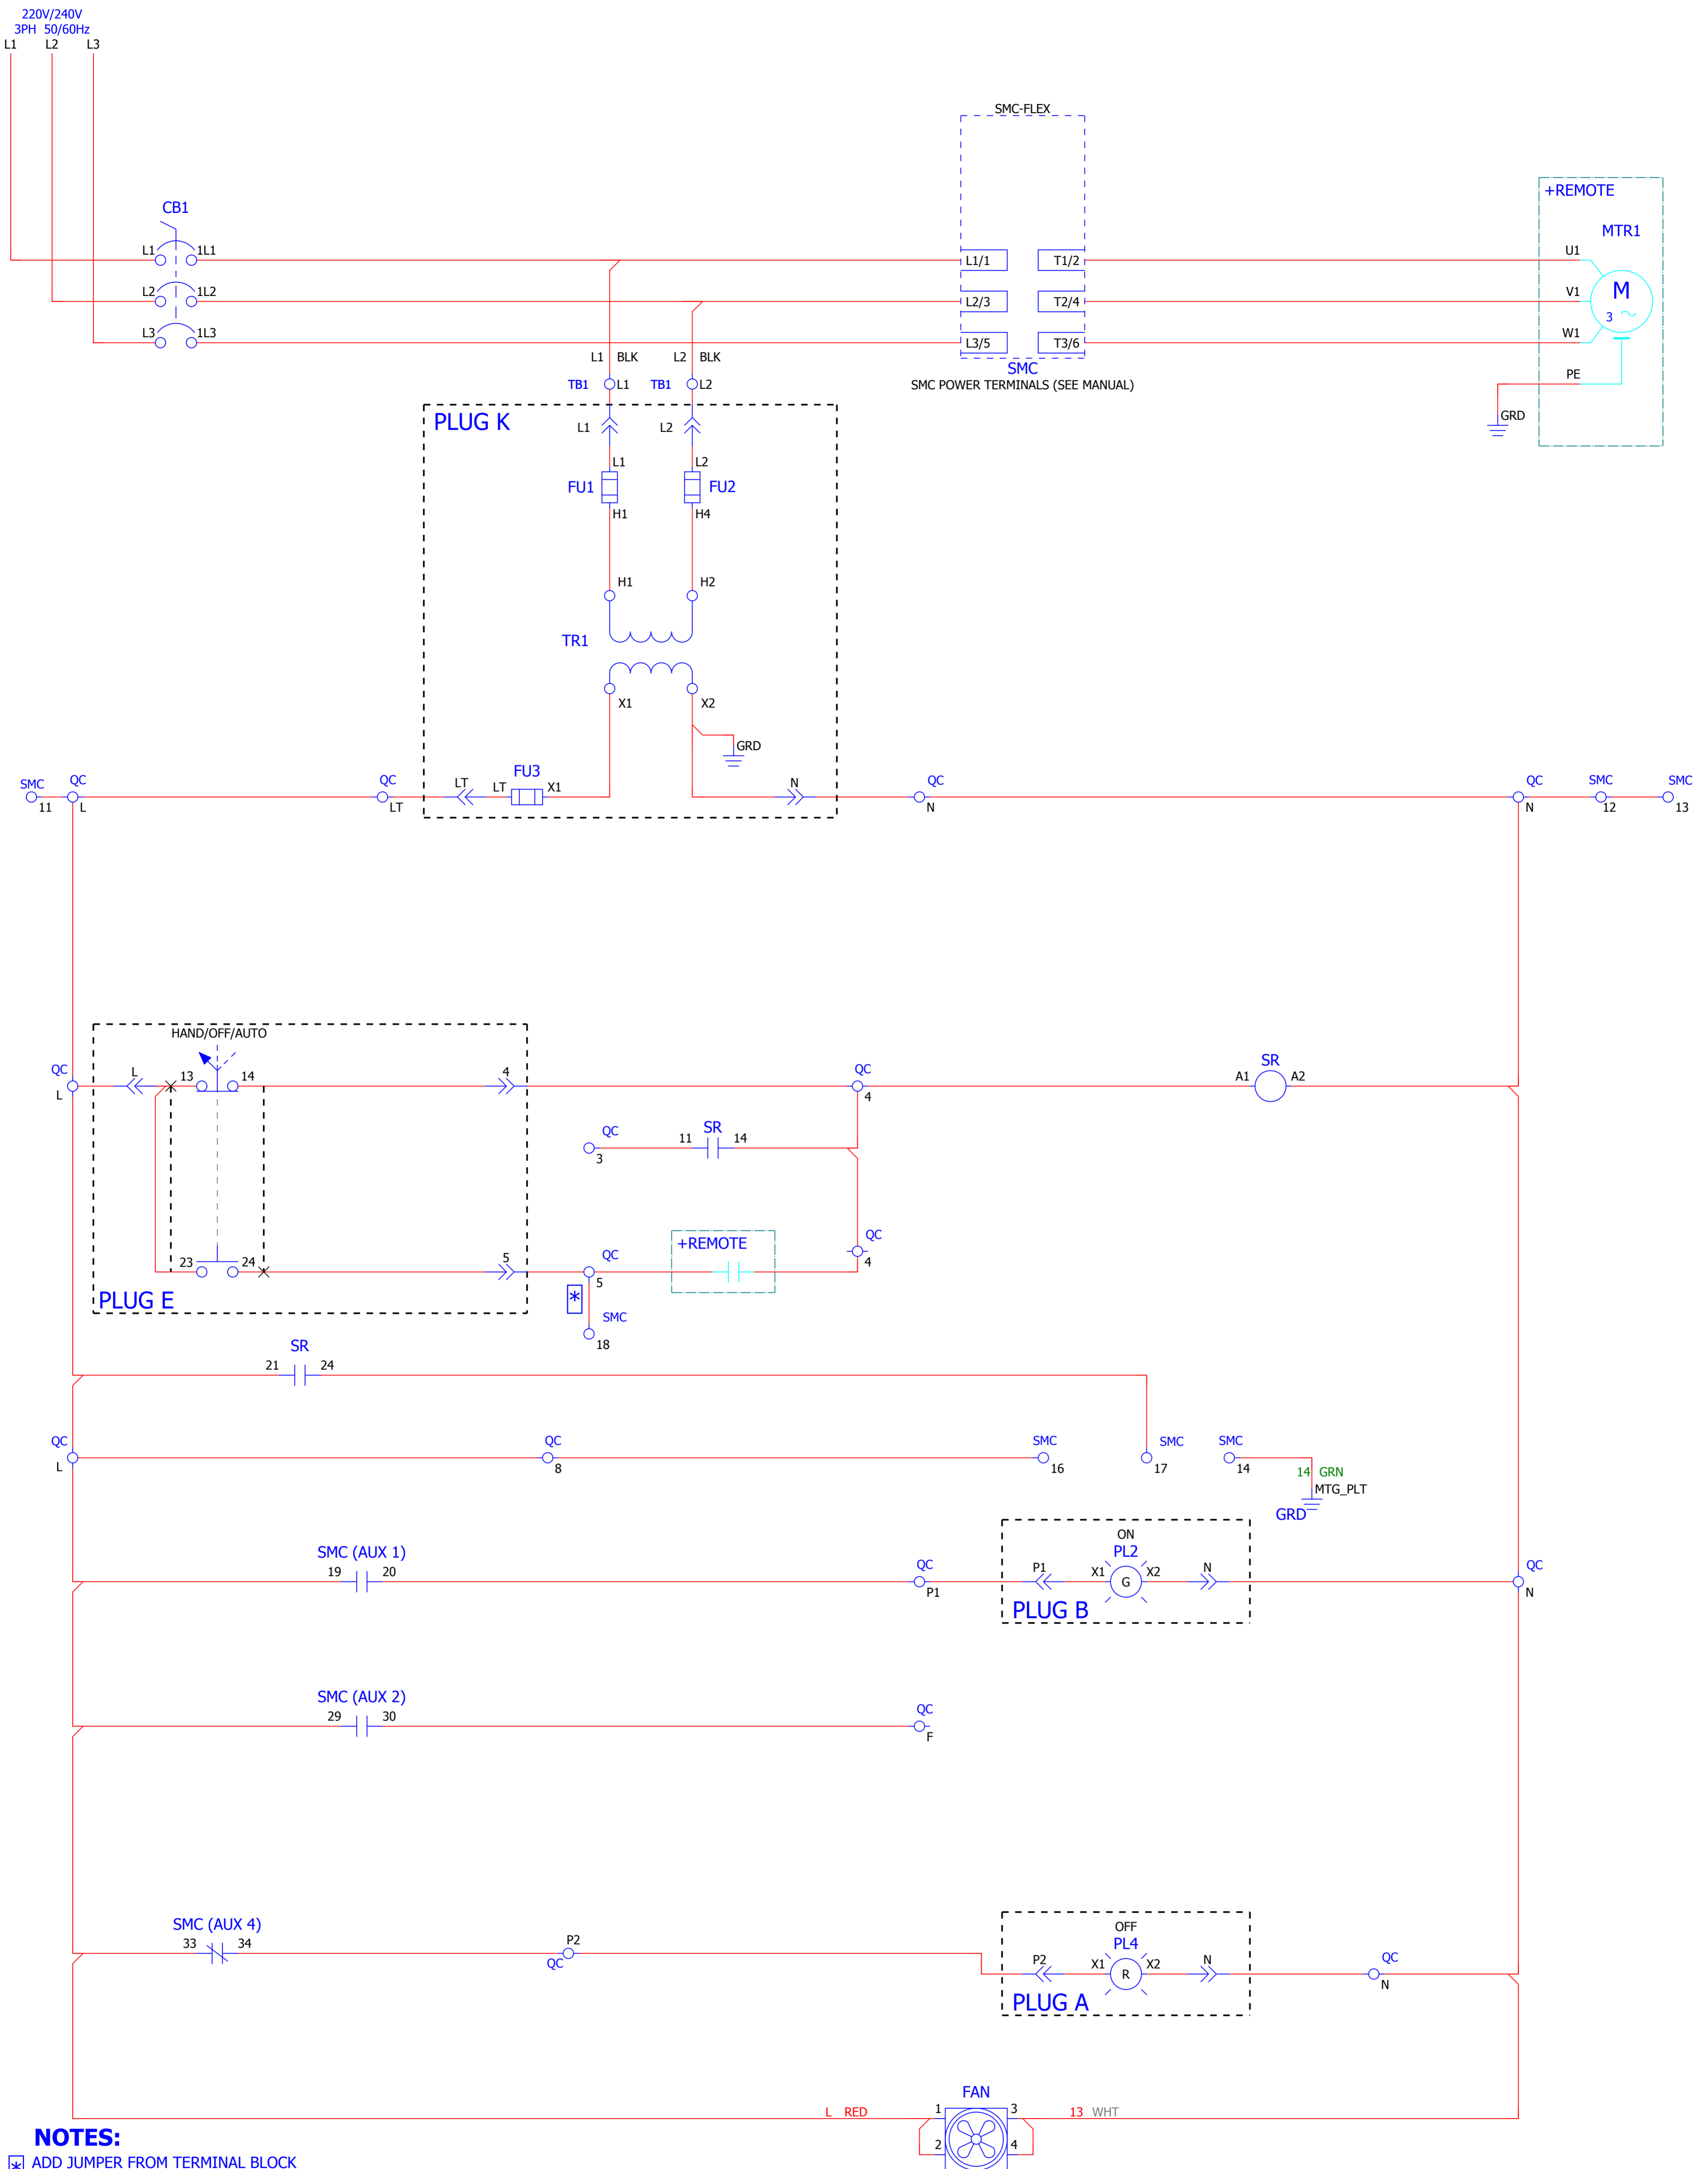 220V/240V
3PH 50/60Hz
L1 L2 L3
SMC-FLEX
+REMOTE
CB1
MTR1
L1 1L1 L1/1 T1/2 U1
L2 1L2 L2/3 T2/4 V1
M
3
L3 1L3 L3/5 T3/6 W1
L1 BLK L2 BLK
SMC
SMC POWER TERMINALS (SEE MANUAL)
TB1 L1 TB1 L2
PE
GRD
PLUG K
L1 L2
L1 L2
FU1 FU2
H1 H4
H1 H2
TR1
X1 X2
GRD
SMC QC QC LT LT FU3 X1 N QC QC SMC SMC
11 L LT N N 12 13
HAND/OFF/AUTO
QC L 13 14 4 QC SR
L 4 A1 A2
QC 11 SR 14
3
+REMOTE
QC
4
23 24 5 QC
5
PLUG E
*
SMC
18
SR
21 24
QC QC SMC SMC SMC
L 8 16 17 14
14 GRN
MTG_PLT
GRD
ON
SMC (AUX 1) PL2
19 20 QC P1 X1 G X2 N QC
P1 N
PLUG B
SMC (AUX 2)
29 30 QC
F
OFF
SMC (AUX 4) PL4
33 34 P2 P2 X1 R X2 N QC
QC N
PLUG A
FAN
L RED 1 3 13 WHT
2 4
NOTES:
* ADD JUMPER FROM TERMINAL BLOCK